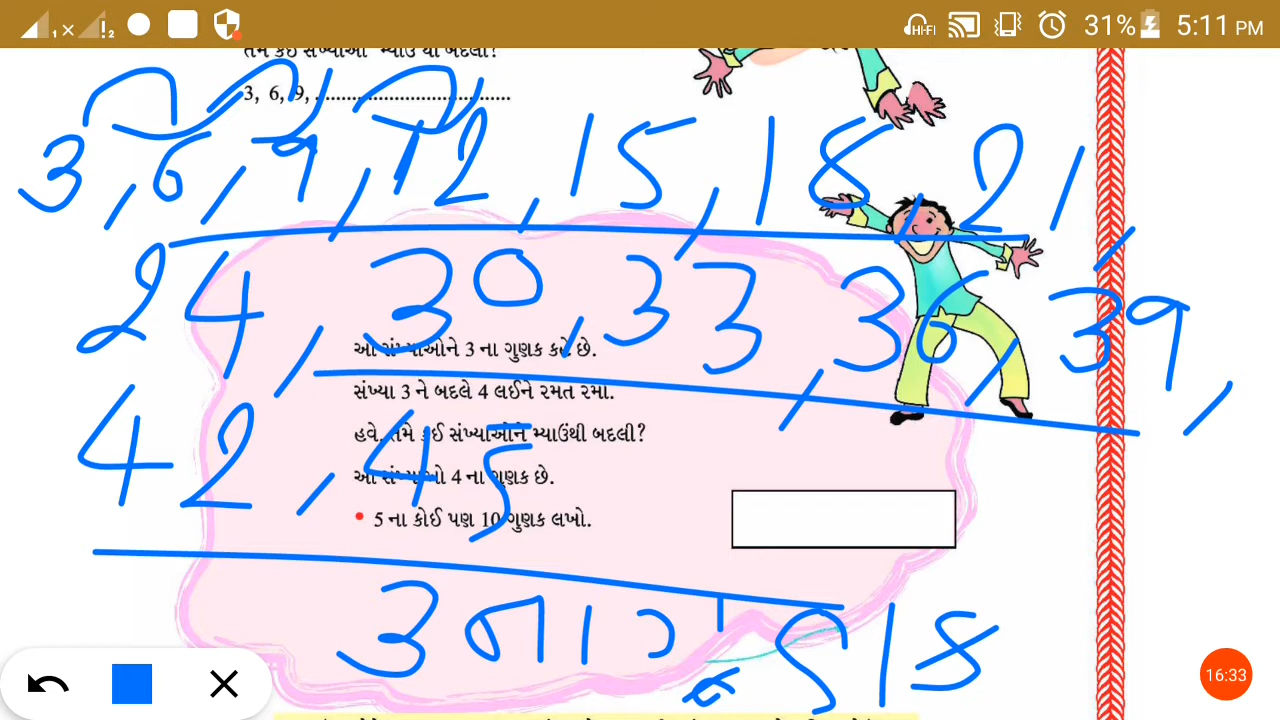 31% 5:11 PM
તમે કઈ સંખ્યાઓ મ્યાઉંથી બદલી?
3, 6, 9, ..............................................
3, 6, 9, 12, 15, 18, 21,
24, 30, 33, 36, 39,
આ સંખ્યાઓને 3 ના ગુણક કહે છે.
સંખ્યા 3 ને બદલે 4 લઈને રમત રમો.
હવે, તમે કઈ સંખ્યાઓને મ્યાઉંથી બદલી?
42, 45
આ સંખ્યાઓ 4 ના ગુણક છે.
• 5 ના કોઈ પણ 10 ગુણક લખો.
3 ના
16:33